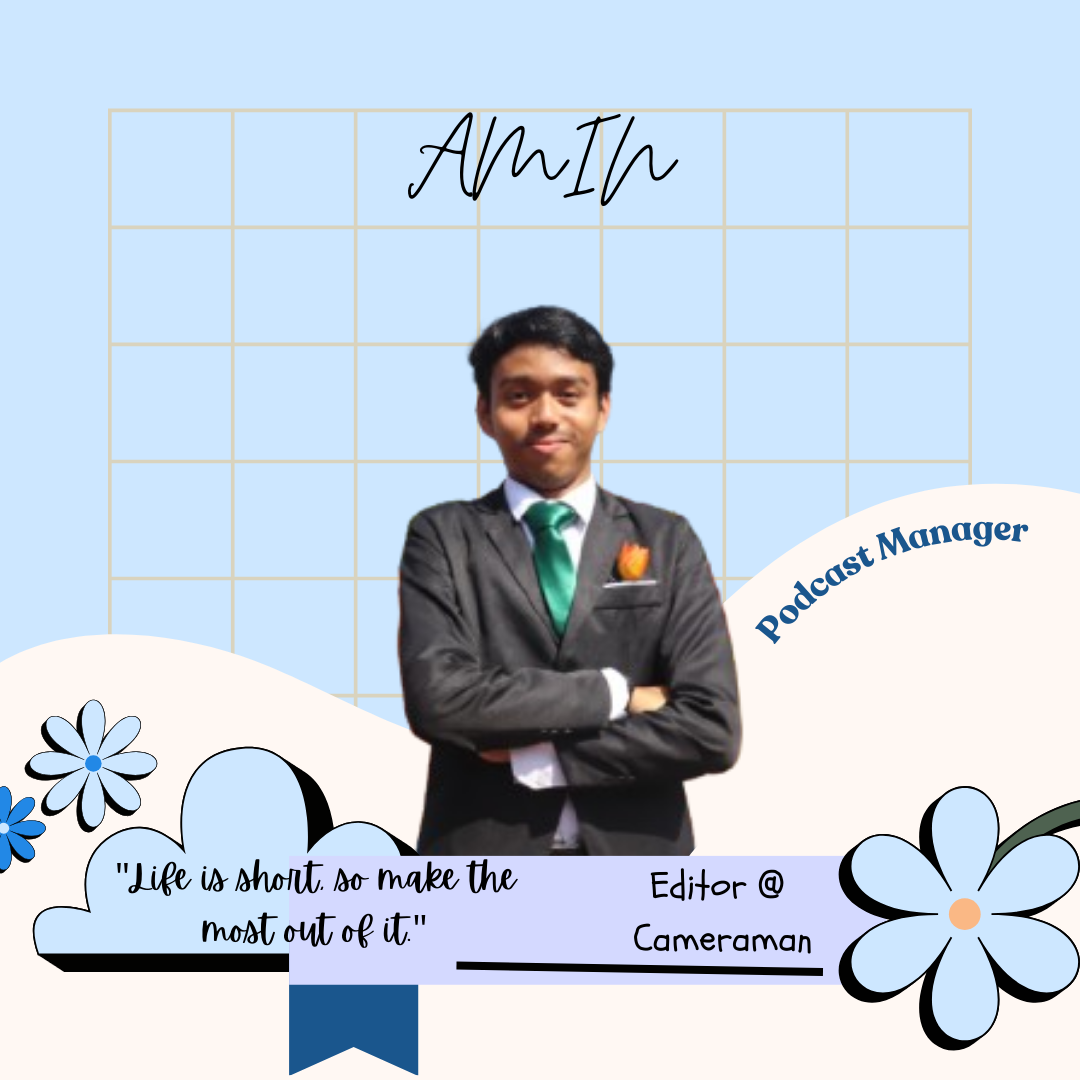 AMIn
Podcast Manager
"Life is short, so make the
most out of it."
Editor @
Cameraman